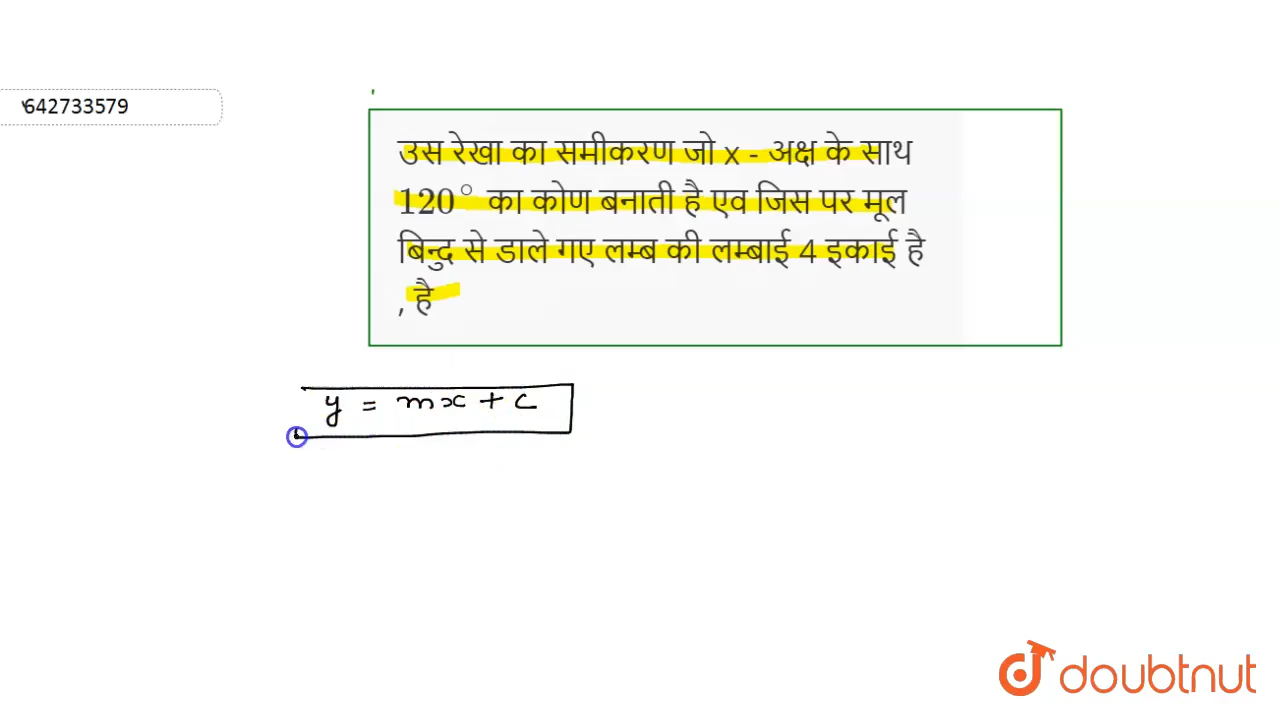 642733579
उस रेखा का समीकरण जो x - अक्ष के साथ
120° का कोण बनाती है एव जिस पर मूल
बिन्दु से डाले गए लम्ब की लम्बाई 4 इकाई है
, है
y = mx + c
doubtnut